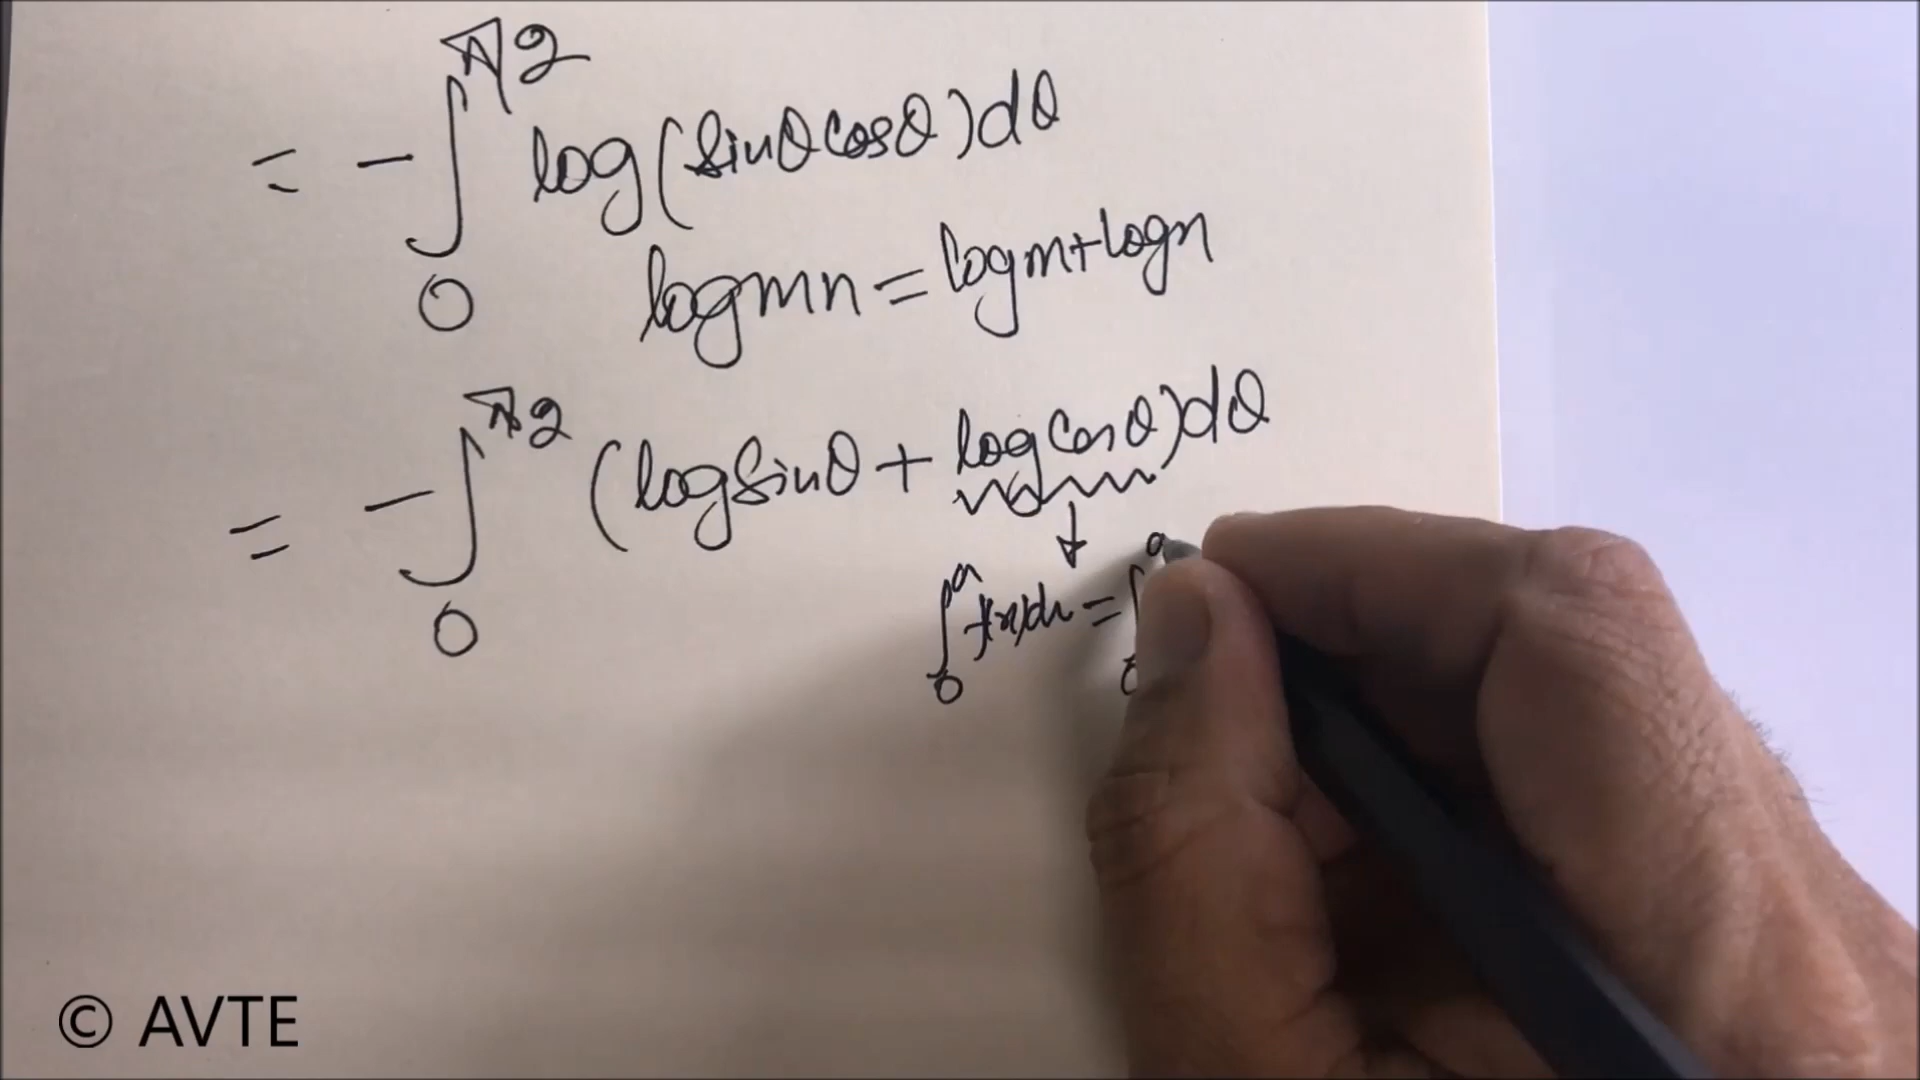 = -∫₀^{π/2} log(sinθ cosθ)dθ
log mn = log m + log n
= -∫₀^{π/2} (log sinθ + log cosθ)dθ
↓
∫₀^a f(x)dx = ∫₀^a
© AVTE